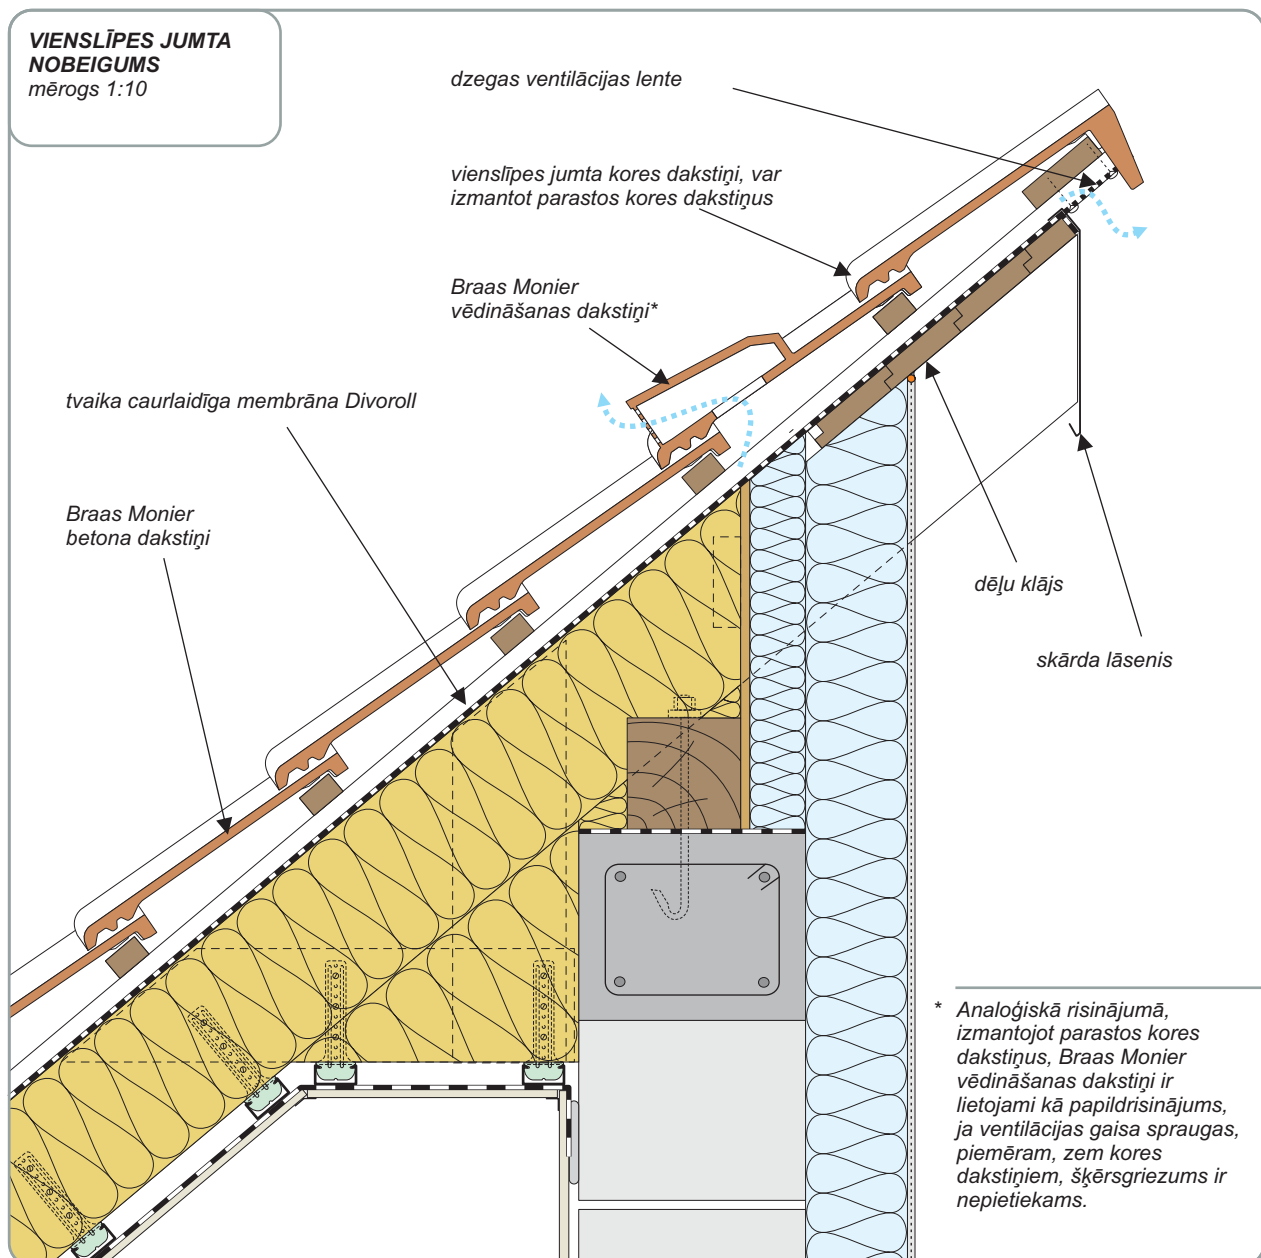 VIENSLĪPES JUMTA
NOBEIGUMS
mērogs 1:10
dzegas ventilācijas lente
vienslīpes jumta kores dakstiņi, var
izmantot parastos kores dakstiņus
Braas Monier
vēdināšanas dakstiņi*
tvaika caurlaidīga membrāna Divoroll
Braas Monier
betona dakstiņi
dēļu klājs
skārda lāsenis
* Analoģiskā risinājumā,
izmantojot parastos kores
dakstiņus, Braas Monier
vēdināšanas dakstiņi ir
lietojami kā papildrisinājums,
ja ventilācijas gaisa spraugas,
piemēram, zem kores
dakstiņiem, šķērsgriezums ir
nepietiekams.